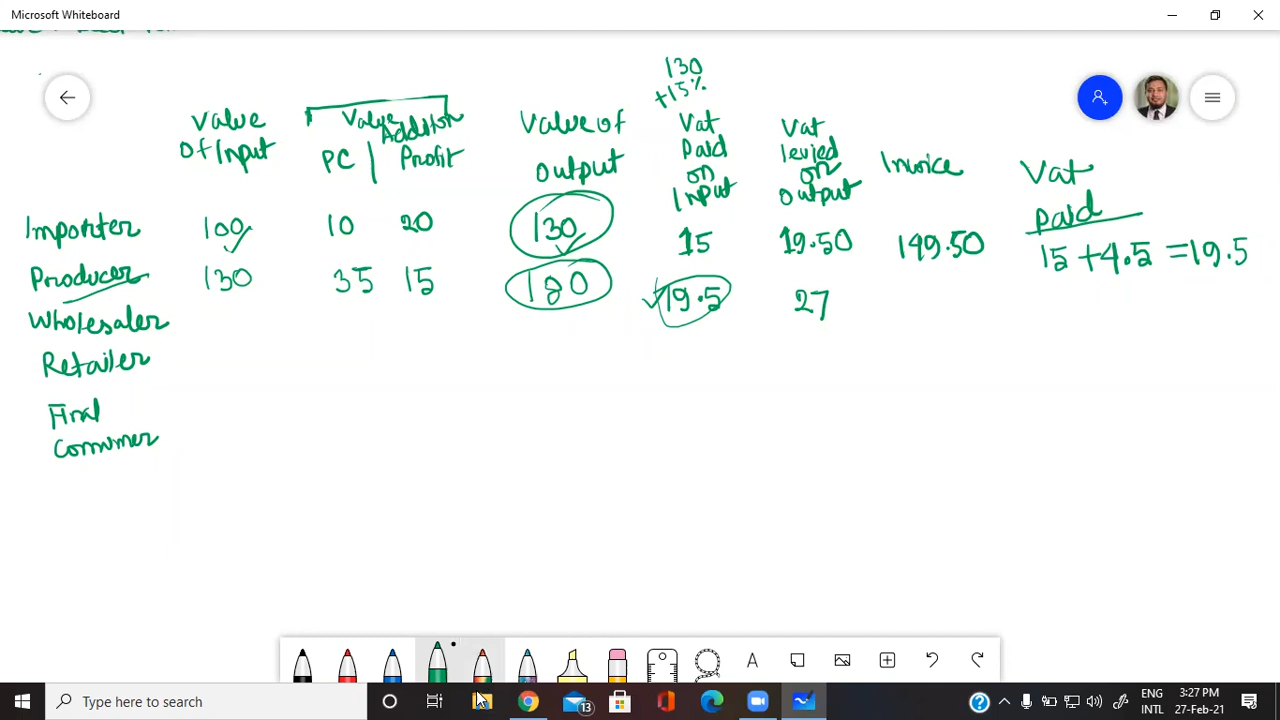 Microsoft Whiteboard
130
+15%
Value
Of Input
Value Addition
PC | Profit
Value of
output
Vat
Paid
on
Input
Vat
levied
on
output
Invoice
Vat
paid
Importer 100 10 20 130 15 19.50 149.50 15 + 4.5 = 19.5
Producer 130 35 15 180 19.5 27
Wholesaler
Retailer
Final
Consumer
A
Type here to search
13
ENG
INTL
3:27 PM
27-Feb-21